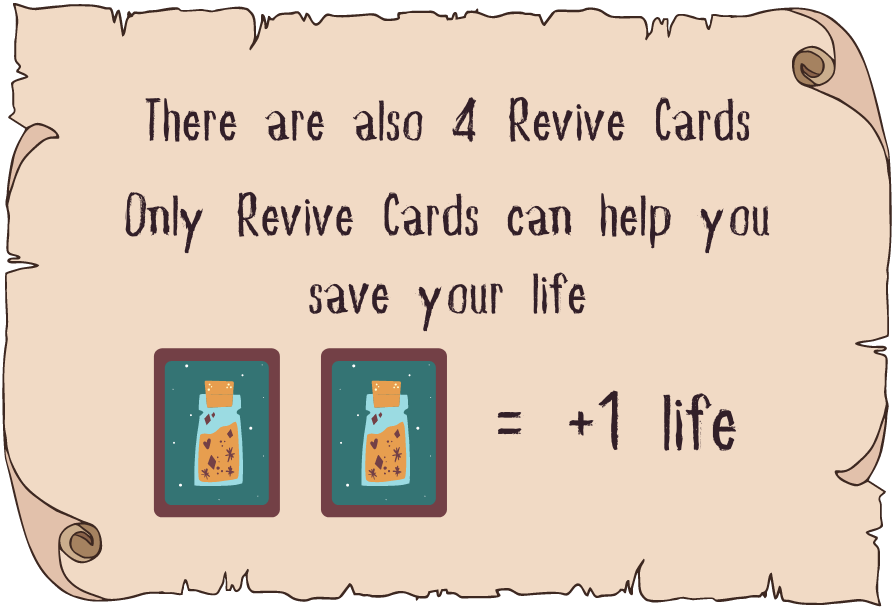 There are also 4 Revive Cards
Only Revive Cards can help you
save your life
= +1 life